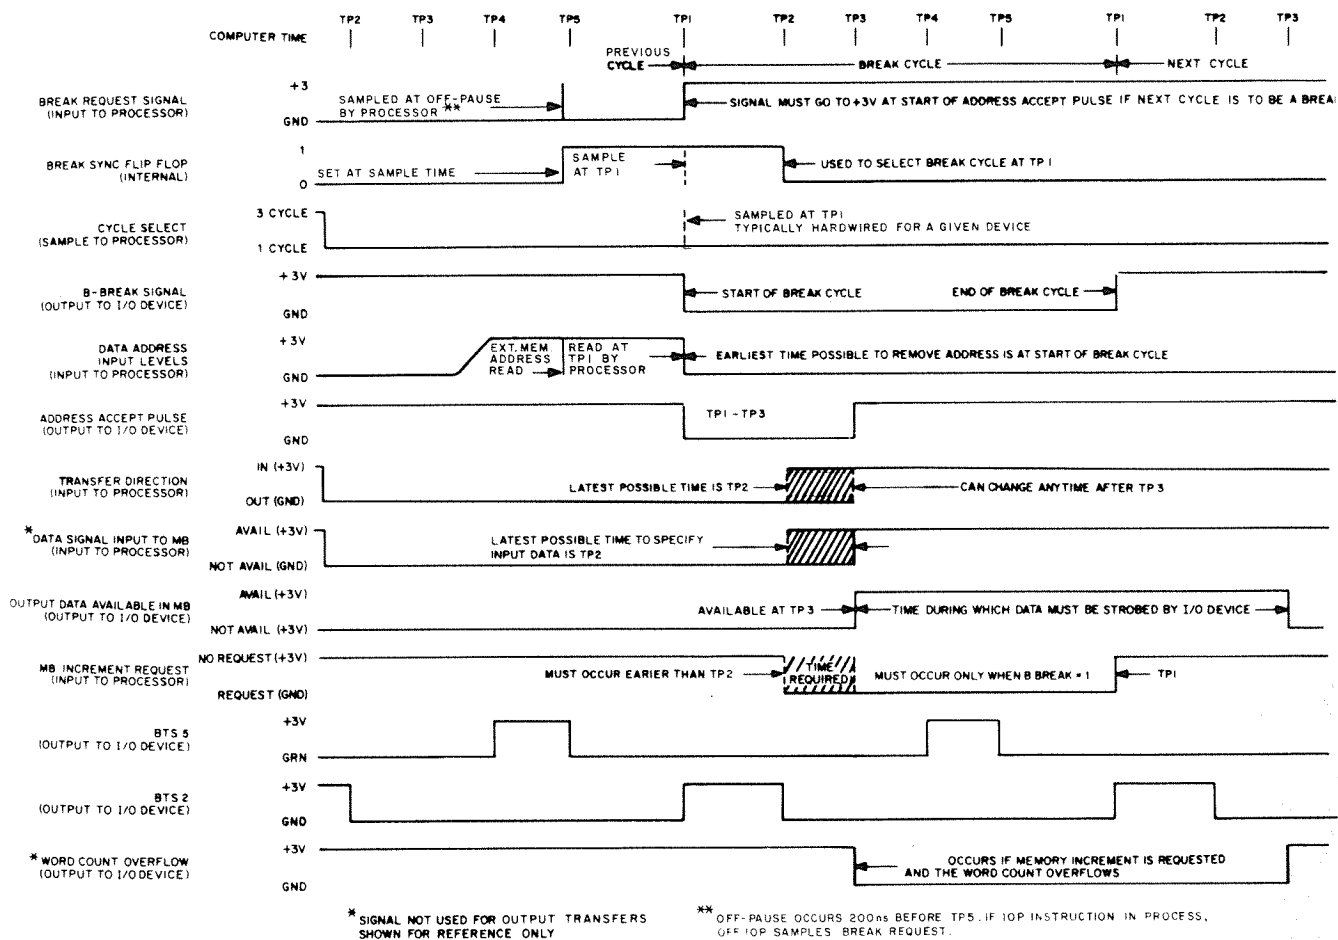 COMPUTER TIME TP2 TP3 TP4 TP5 TP1 TP2 TP3 TP4 TP5 TP1 TP2 TP3
PREVIOUS
CYCLE BREAK CYCLE NEXT CYCLE
BREAK REQUEST SIGNAL
(INPUT TO PROCESSOR)
+3
GND
SAMPLED AT OFF-PAUSE
BY PROCESSOR **
SIGNAL MUST GO TO +3V AT START OF ADDRESS ACCEPT PULSE IF NEXT CYCLE IS TO BE A BREA
BREAK SYNC FLIP FLOP
(INTERNAL)
1
0
SET AT SAMPLE TIME
SAMPLE
AT TP1
USED TO SELECT BREAK CYCLE AT TP1
CYCLE SELECT
(SAMPLE TO PROCESSOR)
3 CYCLE
1 CYCLE
SAMPLED AT TP1
TYPICALLY HARDWIRED FOR A GIVEN DEVICE
B-BREAK SIGNAL
(OUTPUT TO I/O DEVICE)
+3V
GND
START OF BREAK CYCLE
END OF BREAK CYCLE
DATA ADDRESS
INPUT LEVELS
(INPUT TO PROCESSOR)
+3V
GND
EXT. MEM.
ADDRESS
READ
READ AT
TP1 BY
PROCESSOR
EARLIEST TIME POSSIBLE TO REMOVE ADDRESS IS AT START OF BREAK CYCLE
ADDRESS ACCEPT PULSE
(OUTPUT TO I/O DEVICE)
+3V
GND
TP1 - TP3
TRANSFER DIRECTION
(INPUT TO PROCESSOR)
IN (+3V)
OUT (GND)
LATEST POSSIBLE TIME IS TP2
CAN CHANGE ANYTIME AFTER TP3
*DATA SIGNAL INPUT TO MB
(INPUT TO PROCESSOR)
AVAIL (+3V)
NOT AVAIL (GND)
LATEST POSSIBLE TIME TO SPECIFY
INPUT DATA IS TP2
OUTPUT DATA AVAILABLE IN MB
(OUTPUT TO I/O DEVICE)
AVAIL (+3V)
NOT AVAIL (+3V)
AVAILABLE AT TP3
TIME DURING WHICH DATA MUST BE STROBED BY I/O DEVICE
MB INCREMENT REQUEST
(INPUT TO PROCESSOR)
NO REQUEST (+3V)
REQUEST (GND)
MUST OCCUR EARLIER THAN TP2
TIME
REQUIRED
MUST OCCUR ONLY WHEN B BREAK = 1
TP1
BTS 5
(OUTPUT TO I/O DEVICE)
+3V
GRN
BTS 2
(OUTPUT TO I/O DEVICE)
+3V
GND
*WORD COUNT OVERFLOW
(OUTPUT TO I/O DEVICE)
+3V
GND
OCCURS IF MEMORY INCREMENT IS REQUESTED
AND THE WORD COUNT OVERFLOWS
*SIGNAL NOT USED FOR OUTPUT TRANSFERS
SHOWN FOR REFERENCE ONLY
**OFF-PAUSE OCCURS 200ns BEFORE TP5. IF IOP INSTRUCTION IN PROCESS,
OFF IOP SAMPLES BREAK REQUEST.